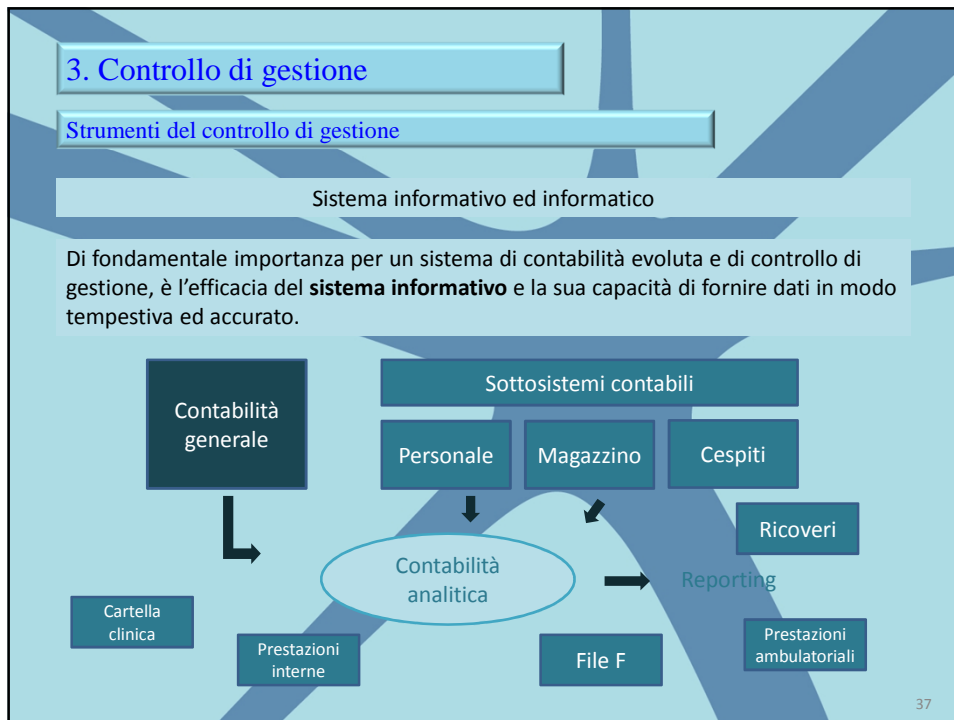 3. Controllo di gestione
Strumenti del controllo di gestione
Sistema informativo ed informatico
Di fondamentale importanza per un sistema di contabilità evoluta e di controllo di
gestione, è l’efficacia del sistema informativo e la sua capacità di fornire dati in modo
tempestiva ed accurato.
Contabilità
generale
Sottosistemi contabili
Personale
Magazzino
Cespiti
Ricoveri
Contabilità
analitica
Reporting
Cartella
clinica
Prestazioni
interne
File F
Prestazioni
ambulatoriali
37